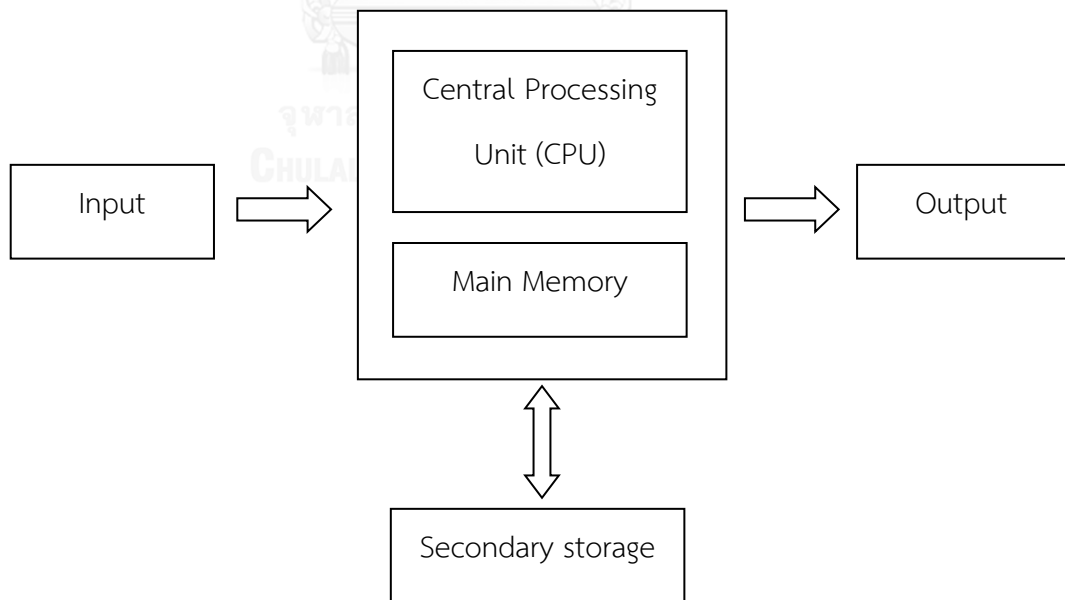 Central Processing
Unit (CPU)
Input
Output
Main Memory
Secondary storage